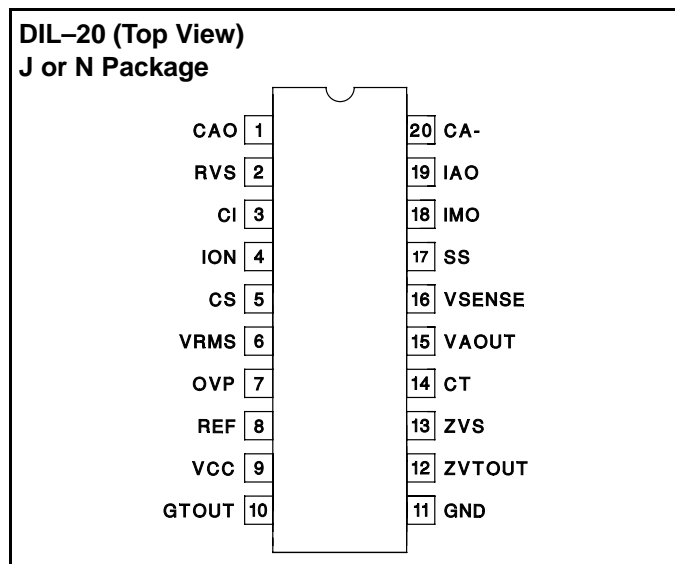 DIL–20 (Top View)
J or N Package
CAO 1 20 CA-
RVS 2 19 IAO
CI 3 18 IMO
ION 4 17 SS
CS 5 16 VSENSE
VRMS 6 15 VAOUT
OVP 7 14 CT
REF 8 13 ZVS
VCC 9 12 ZVTOUT
GTOUT 10 11 GND